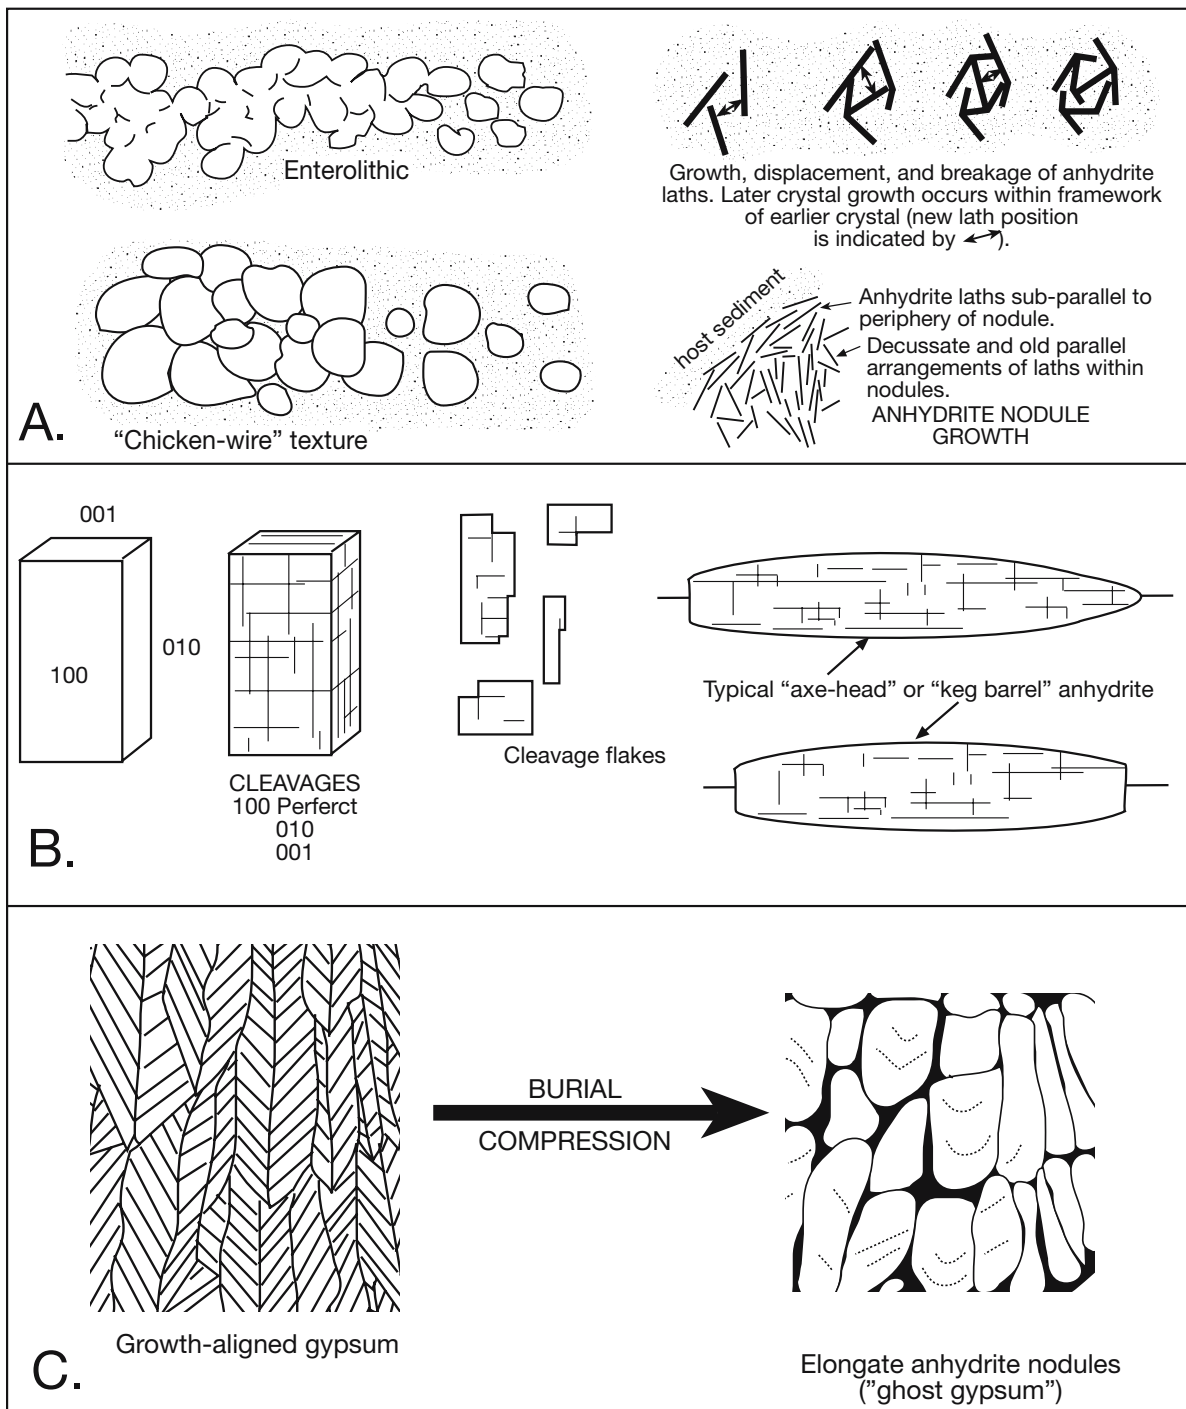 Enterolithic
Growth, displacement, and breakage of anhydrite
laths. Later crystal growth occurs within framework
of earlier crystal (new lath position
is indicated by ).
host sediment
Anhydrite laths sub-parallel to
periphery of nodule.
Decussate and old parallel
arrangements of laths within
nodules.
ANHYDRITE NODULE
GROWTH
A.
“Chicken-wire” texture
001
100
010
CLEAVAGES
100 Perferct
010
001
Cleavage flakes
Typical “axe-head” or “keg barrel” anhydrite
B.
BURIAL
COMPRESSION
Growth-aligned gypsum
Elongate anhydrite nodules
(”ghost gypsum”)
C.